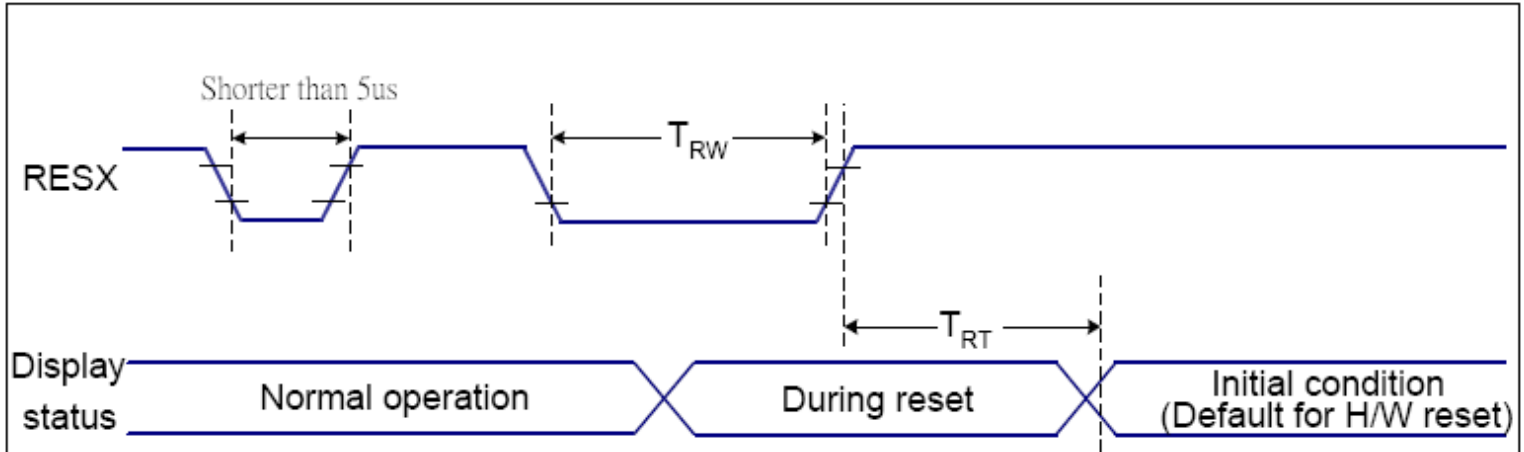 Shorter than 5us
RESX
TRW
TRT
Display
status
Normal operation
During reset
Initial condition
(Default for H/W reset)